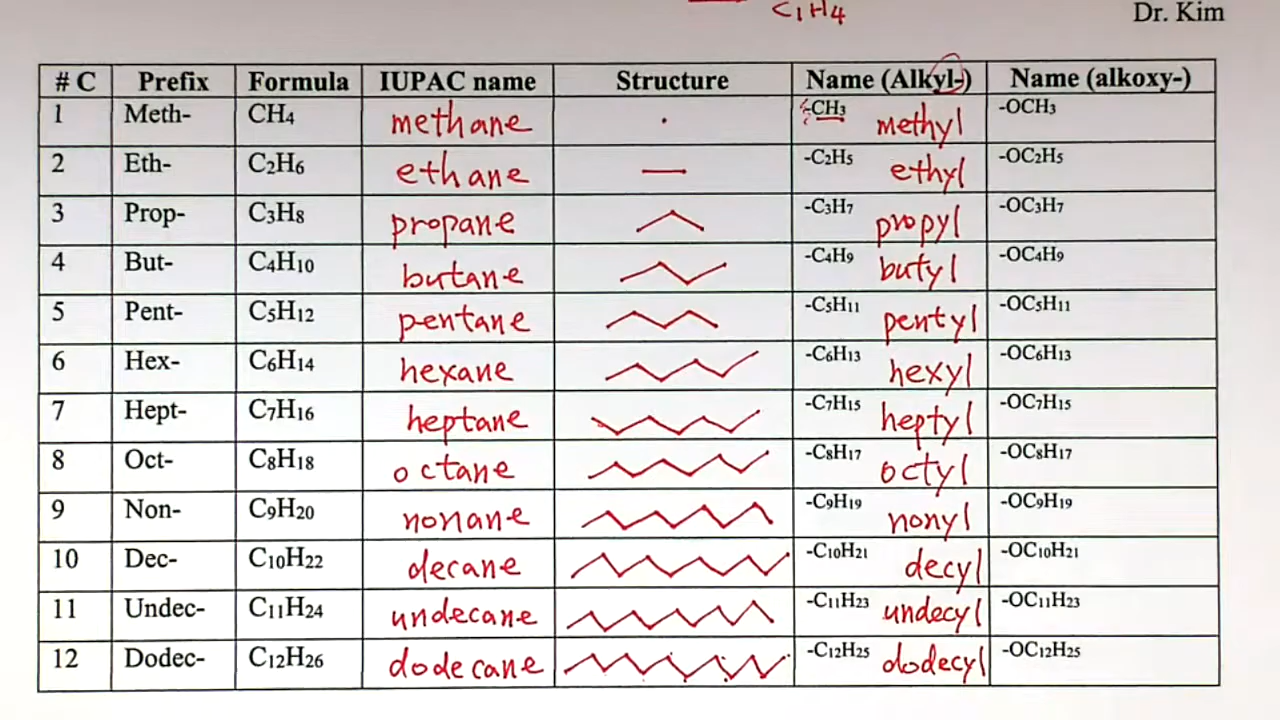 C₁H₄
Dr. Kim
# C Prefix Formula IUPAC name Structure Name (Alkyl-) Name (alkoxy-)
1 Meth- CH₄ methane -CH₃ methyl -OCH₃
2 Eth- C₂H₆ ethane -C₂H₅ ethyl -OC₂H₅
3 Prop- C₃H₈ propane -C₃H₇ propyl -OC₃H₇
4 But- C₄H₁₀ butane -C₄H₉ butyl -OC₄H₉
5 Pent- C₅H₁₂ pentane -C₅H₁₁ pentyl -OC₅H₁₁
6 Hex- C₆H₁₄ hexane -C₆H₁₃ hexyl -OC₆H₁₃
7 Hept- C₇H₁₆ heptane -C₇H₁₅ heptyl -OC₇H₁₅
8 Oct- C₈H₁₈ octane -C₈H₁₇ octyl -OC₈H₁₇
9 Non- C₉H₂₀ nonane -C₉H₁₉ nonyl -OC₉H₁₉
10 Dec- C₁₀H₂₂ decane -C₁₀H₂₁ decyl -OC₁₀H₂₁
11 Undec- C₁₁H₂₄ undecane -C₁₁H₂₃ undecyl -OC₁₁H₂₃
12 Dodec- C₁₂H₂₆ dodecane -C₁₂H₂₅ dodecyl -OC₁₂H₂₅